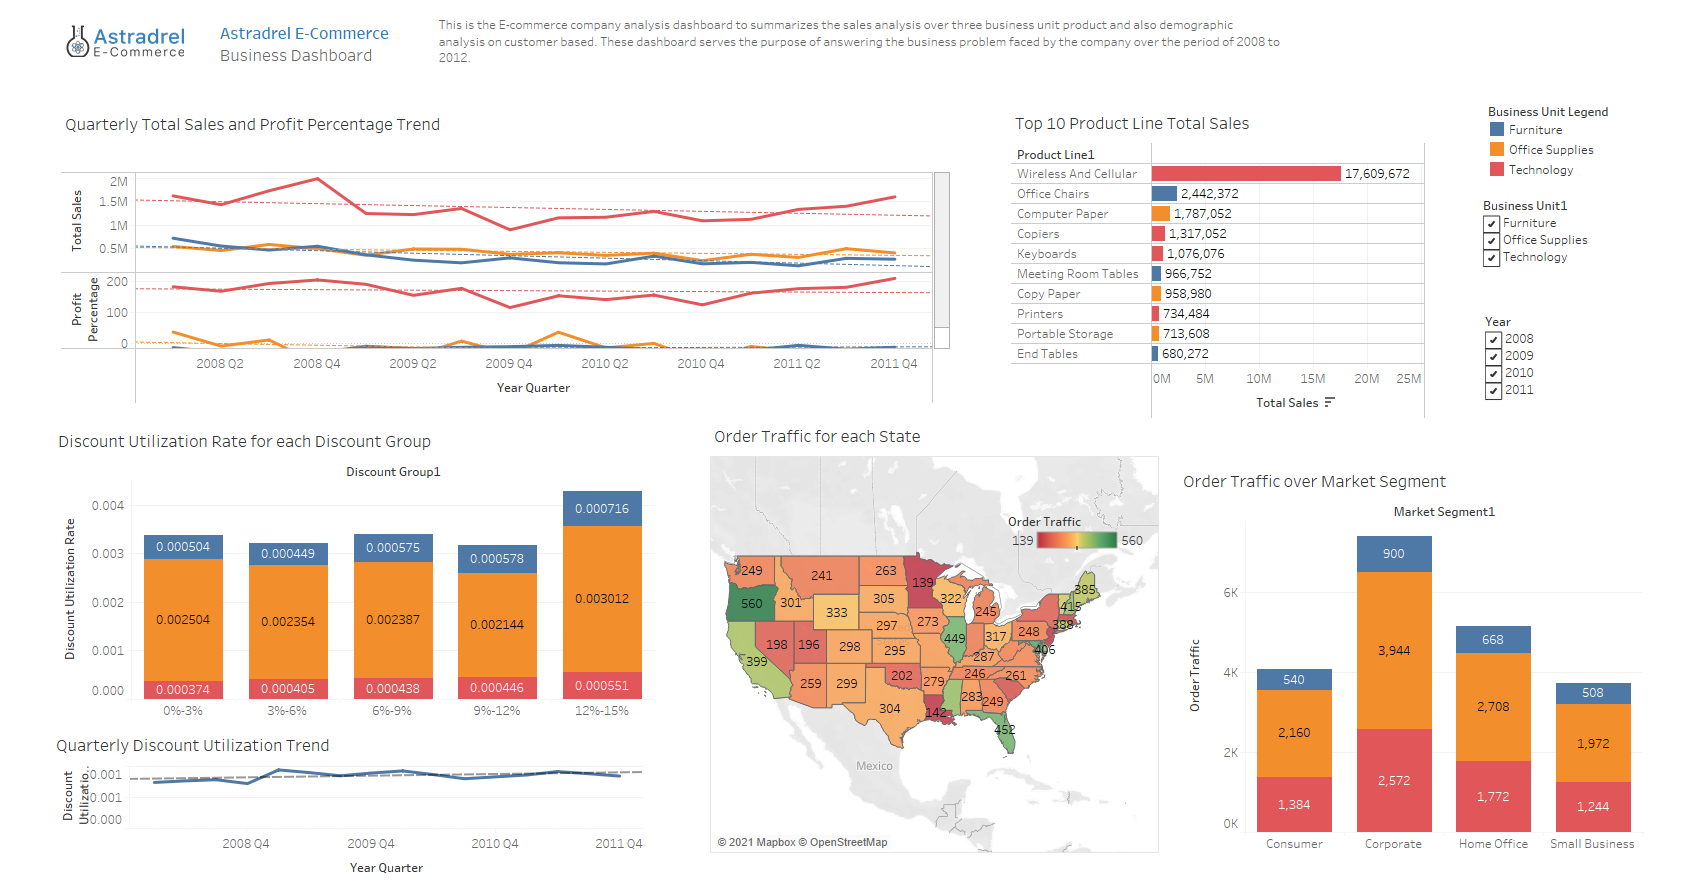 Astradrel
E-Commerce
Astradrel E-Commerce
Business Dashboard
This is the E-commerce company analysis dashboard to summarizes the sales analysis over three business unit product and also demographic
analysis on customer based. These dashboard serves the purpose of answering the business problem faced by the company over the period of 2008 to
2012.
Quarterly Total Sales and Profit Percentage Trend
Total Sales
2M
1.5M
1M
0.5M
Profit
Percentage
200
100
0
2008 Q2
2008 Q4
2009 Q2
2009 Q4
2010 Q2
2010 Q4
2011 Q2
2011 Q4
Year Quarter
Top 10 Product Line Total Sales
Product Line1
Wireless And Cellular 17,609,672
Office Chairs 2,442,372
Computer Paper 1,787,052
Copiers 1,317,052
Keyboards 1,076,076
Meeting Room Tables 966,752
Copy Paper 958,980
Printers 734,484
Portable Storage 713,608
End Tables 680,272
0M 5M 10M 15M 20M 25M
Total Sales
Business Unit Legend
Furniture
Office Supplies
Technology
Business Unit1
Furniture
Office Supplies
Technology
Year
2008
2009
2010
2011
Discount Utilization Rate for each Discount Group
Discount Group1
Discount Utilization Rate
0.004
0.003
0.002
0.001
0.000
0.000504
0.000449
0.000575
0.000578
0.000716
0.002504
0.002354
0.002387
0.002144
0.003012
0.000374
0.000405
0.000438
0.000446
0.000551
0%-3%
3%-6%
6%-9%
9%-12%
12%-15%
Quarterly Discount Utilization Trend
Discount
Utilizatio..
0.001
0.001
0.000
2008 Q4
2009 Q4
2010 Q4
2011 Q4
Year Quarter
Order Traffic for each State
Order Traffic
139 560
249
241
263
139
385
560
301
333
305
322
245
415
388
297
273
449
317
248
406
399
198
196
298
295
287
246
261
259
299
202
279
283
249
304
142
452
Mexico
© 2021 Mapbox © OpenStreetMap
Order Traffic over Market Segment
Market Segment1
Order Traffic
6K
4K
2K
0K
540
2,160
1,384
900
3,944
2,572
668
2,708
1,772
508
1,972
1,244
Consumer
Corporate
Home Office
Small Business